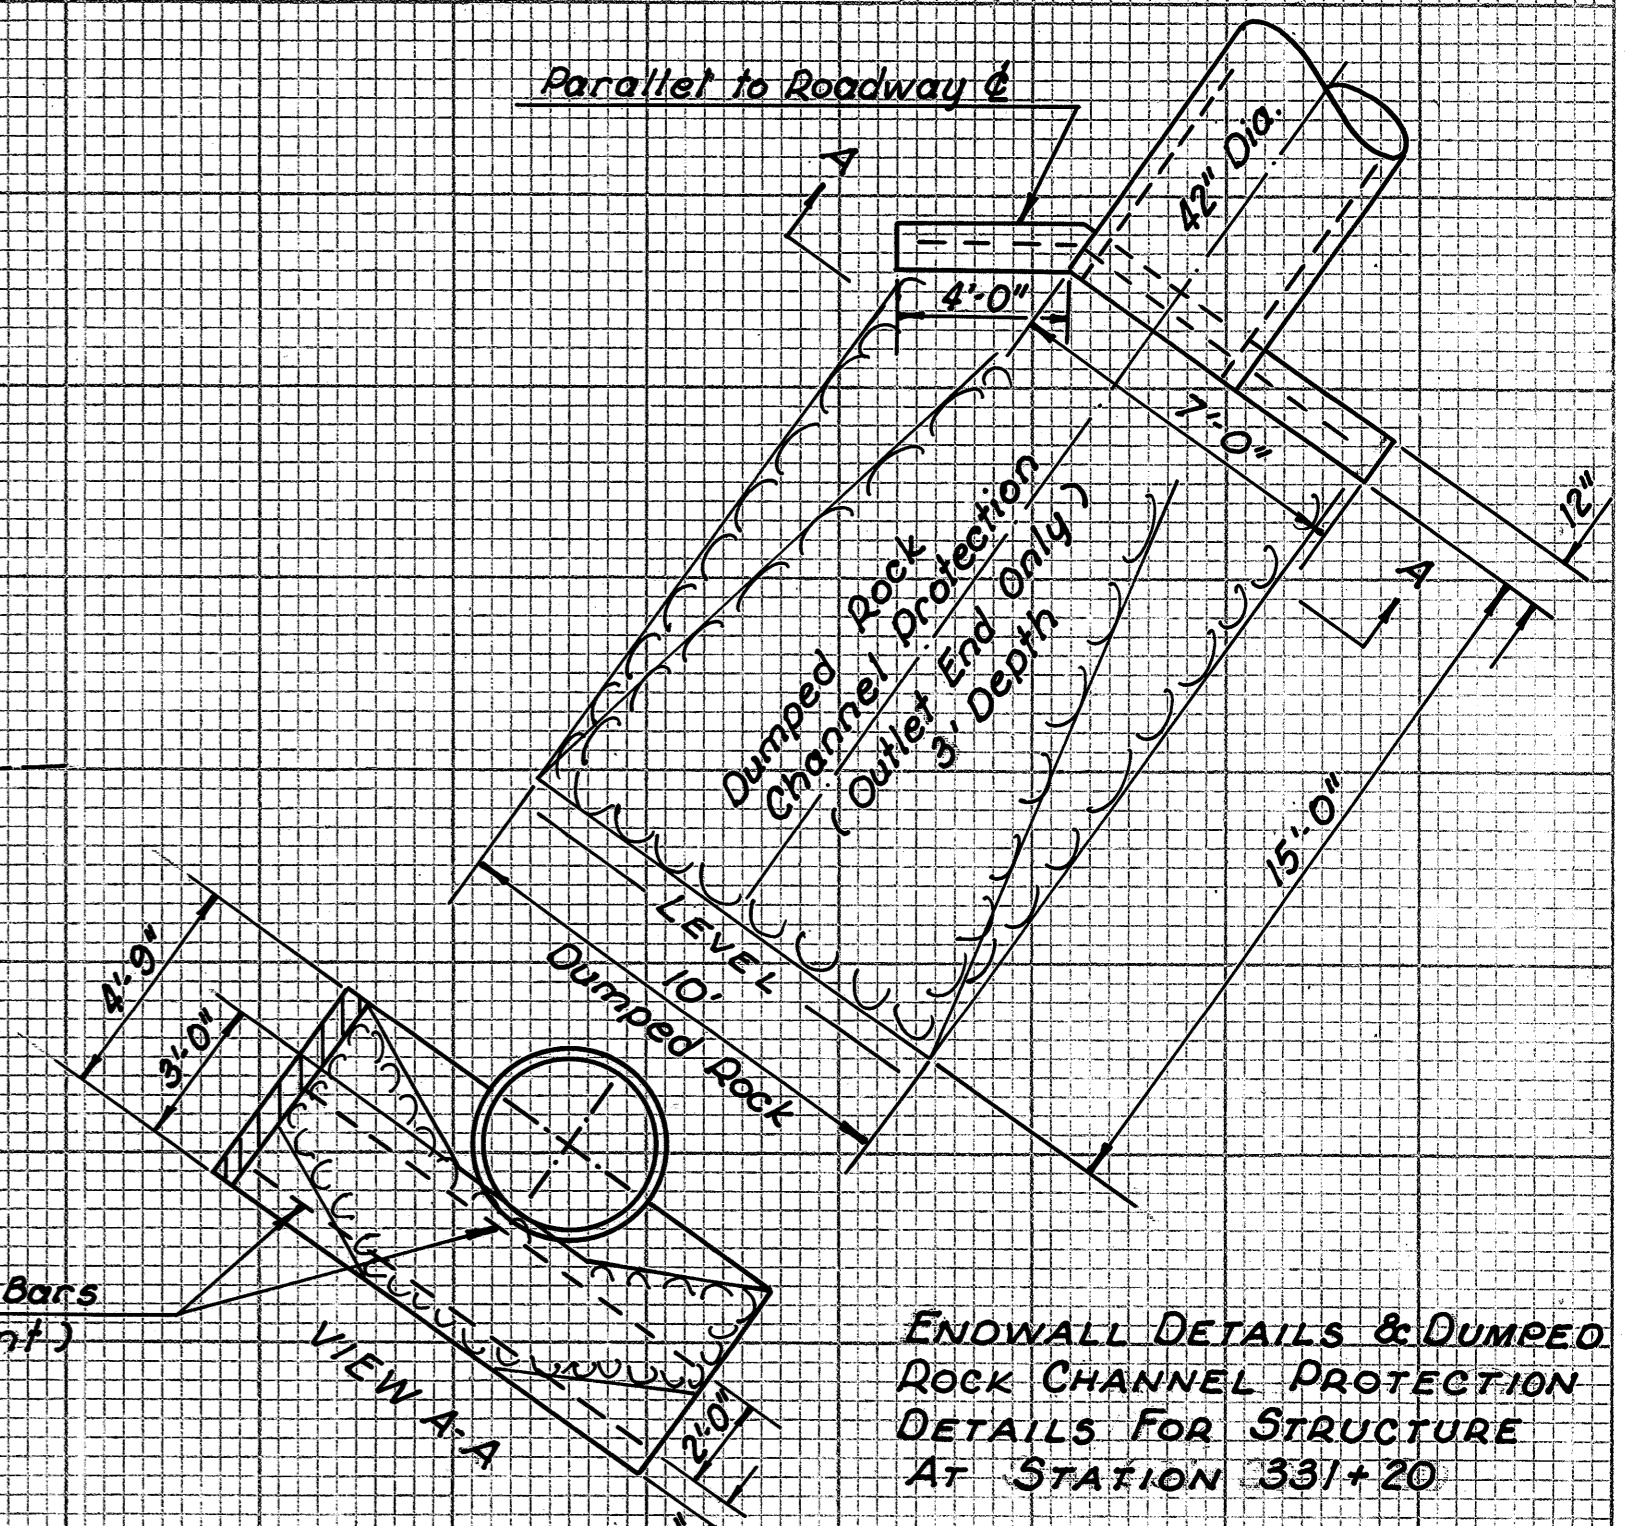 Parallel to Roadway ℄
A
42" Dia.
4'-0"
7'-0"
12"
A
Dumped Rock
Channel Protection
(Outlet End Only)
3' Depth
15'-0"
LEVEL
10'
Dumped Rock
4'-9"
3'-0"
Bars
VIEW A-A
2'-0"
ENDWALL DETAILS & DUMPED
ROCK CHANNEL PROTECTION
DETAILS FOR STRUCTURE
AT STATION 331+20